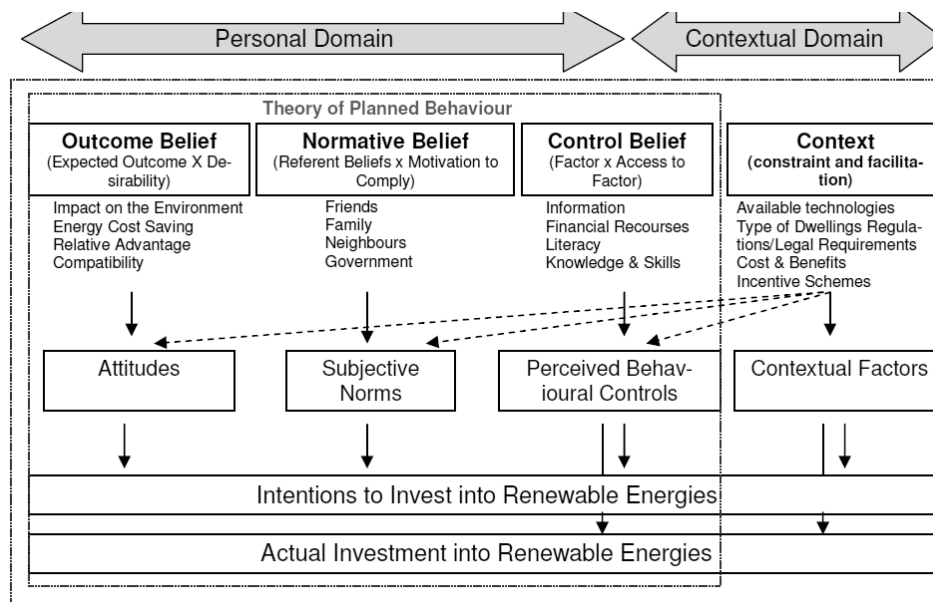 Personal Domain
Contextual Domain
Theory of Planned Behaviour
Outcome Belief
(Expected Outcome X De-
sirability)
Impact on the Environment
Energy Cost Saving
Relative Advantage
Compatibility
Normative Belief
(Referent Beliefs x Motivation to
Comply)
Friends
Family
Neighbours
Government
Control Belief
(Factor x Access to
Factor)
Information
Financial Recourses
Literacy
Knowledge & Skills
Context
(constraint and facilita-
tion)
Available technologies
Type of Dwellings Regula-
tions/Legal Requirements
Cost & Benefits
Incentive Schemes
Attitudes
Subjective
Norms
Perceived Behav-
ioural Controls
Contextual Factors
Intentions to Invest into Renewable Energies
Actual Investment into Renewable Energies